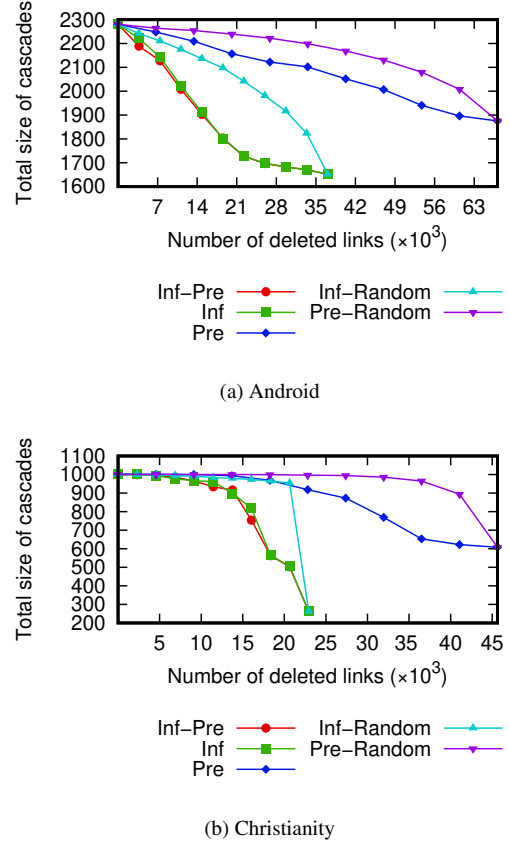 2300
2200
2100
2000
1900
1800
1700
1600
Total size of cascades
7 14 21 28 35 42 49 56 63
Number of deleted links (×10³)
Inf−Pre Inf−Random
Inf Pre−Random
Pre
(a) Android
1100
1000
900
800
700
600
500
400
300
200
Total size of cascades
5 10 15 20 25 30 35 40 45
Number of deleted links (×10³)
Inf−Pre Inf−Random
Inf Pre−Random
Pre
(b) Christianity